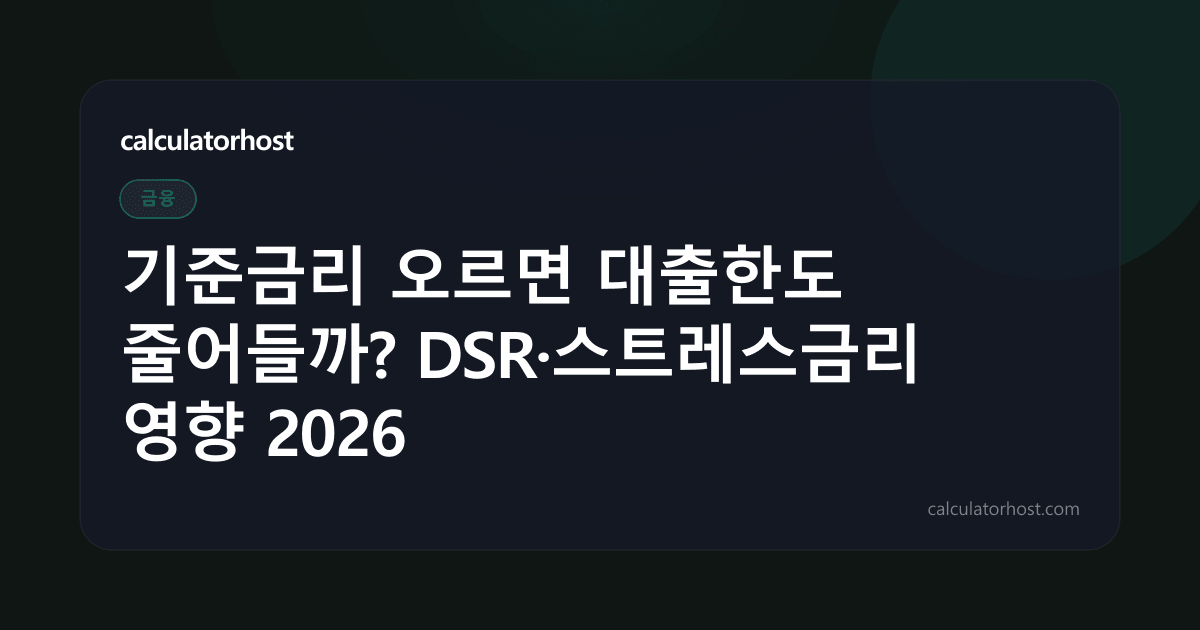 calculatorhost
금융
기준금리 오르면 대출한도
줄어들까? DSR·스트레스금리
영향 2026
calculatorhost.com